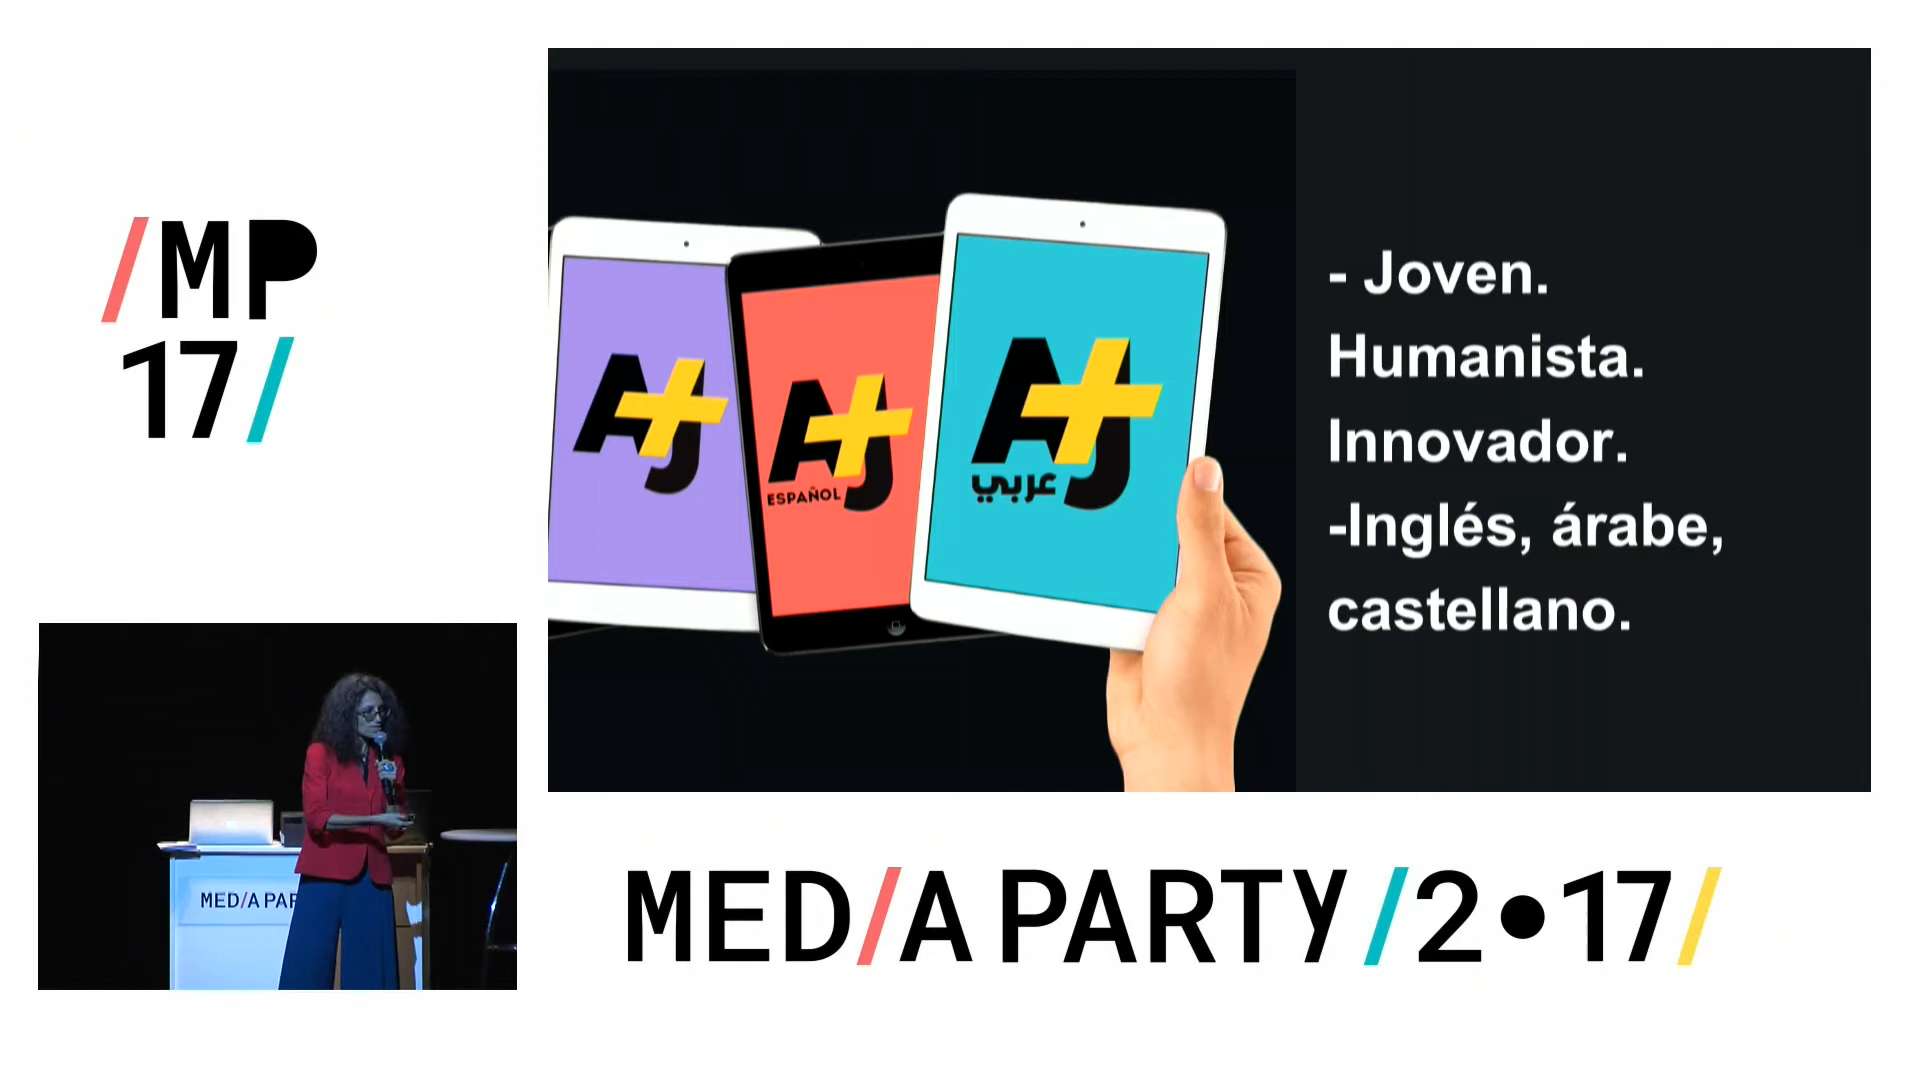 /MP
17/
AJ+
AJ+
ESPAÑOL
AJ+
عربي
- Joven.
Humanista.
Innovador.
-Inglés, árabe,
castellano.
MED/A PAR
MED/A PARTY /2•17/